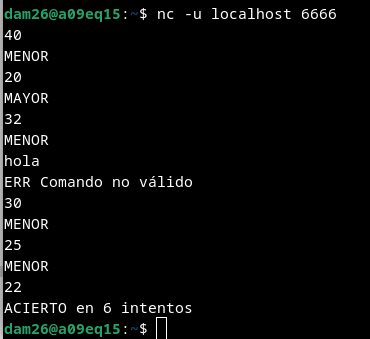 dam26@a09eq15:~$ nc -u localhost 6666
40
MENOR
20
MAYOR
32
MENOR
hola
ERR Comando no válido
30
MENOR
25
MENOR
22
ACIERTO en 6 intentos
dam26@a09eq15:~$